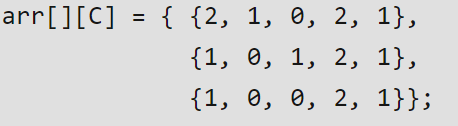 arr[][C] = { {2, 1, 0, 2, 1},
{1, 0, 1, 2, 1},
{1, 0, 0, 2, 1}};